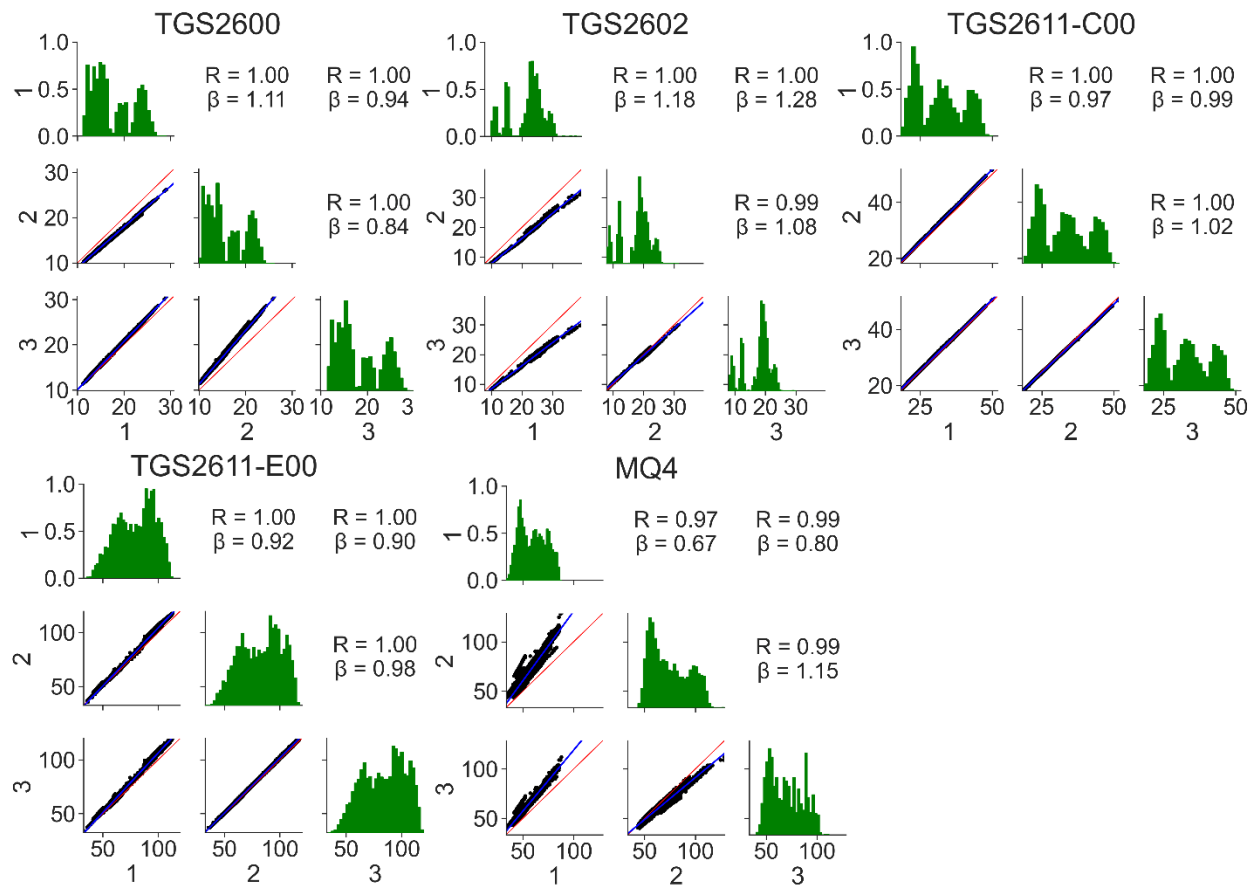 TGS2600
TGS2602
TGS2611-C00
1.0
0.5
0.0
1
R = 1.00
β = 1.11
R = 1.00
β = 0.94
1.0
0.5
0.0
1
R = 1.00
β = 1.18
R = 1.00
β = 1.28
1.0
0.5
0.0
1
R = 1.00
β = 0.97
R = 1.00
β = 0.99
30
20
10
2
R = 1.00
β = 0.84
30
20
10
2
R = 0.99
β = 1.08
40
20
2
R = 1.00
β = 1.02
30
20
10
3
30
20
10
3
40
20
3
10 20 30
10 20 30
10 20 3
10 30
10 30
10 20 30
25 50
25 50
25 50
1 2 3
1 2 3
1 2 3
TGS2611-E00
MQ4
1.0
0.5
0.0
1
R = 1.00
β = 0.92
R = 1.00
β = 0.90
1.0
0.5
0.0
1
R = 0.97
β = 0.67
R = 0.99
β = 0.80
100
50
2
R = 1.00
β = 0.98
100
50
2
R = 0.99
β = 1.15
100
50
3
100
50
3
50 100
50 100
50 100
50 100
50 100
50 100
1 2 3
1 2 3